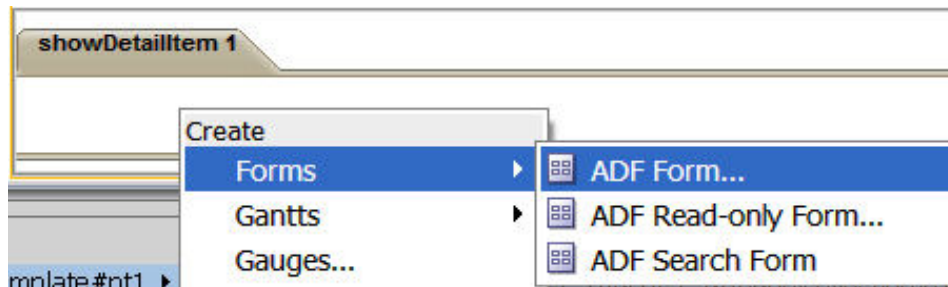 showDetailItem 1
Create
Forms
ADF Form...
Gantts
ADF Read-only Form...
Gauges...
ADF Search Form
mplate#pt1